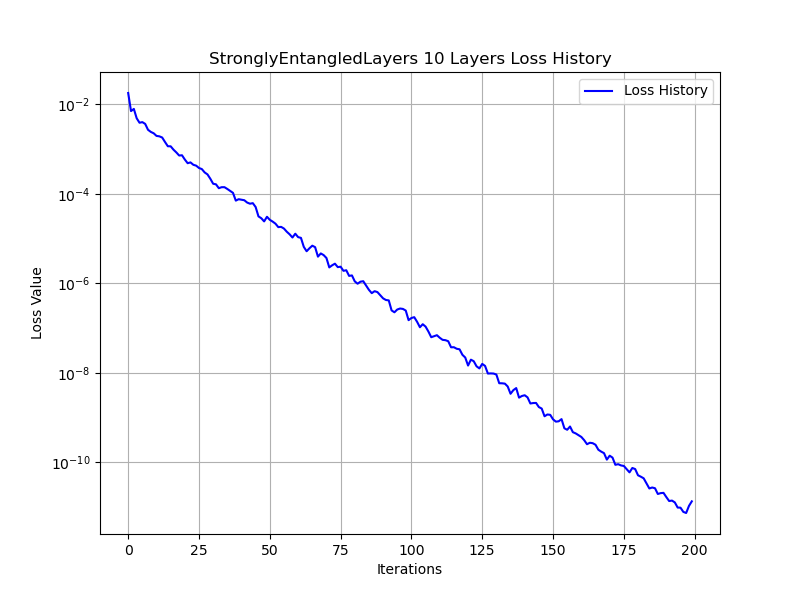 StronglyEntangledLayers 10 Layers Loss History
Loss History
Loss Value
10⁻²
10⁻⁴
10⁻⁶
10⁻⁸
10⁻¹⁰
0 25 50 75 100 125 150 175 200
Iterations